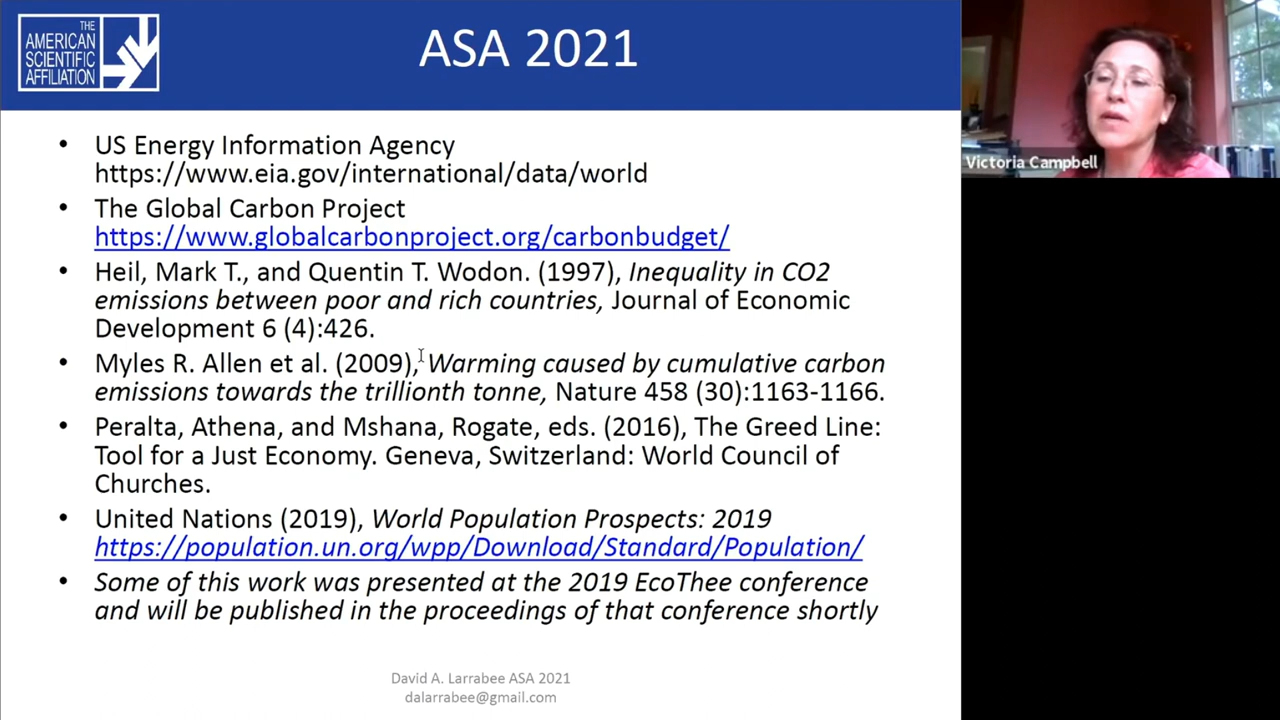 THE
AMERICAN
SCIENTIFIC
AFFILIATION
ASA 2021
Victoria Campbell
• US Energy Information Agency
https://www.eia.gov/international/data/world
• The Global Carbon Project
https://www.globalcarbonproject.org/carbonbudget/
• Heil, Mark T., and Quentin T. Wodon. (1997), Inequality in CO2
emissions between poor and rich countries, Journal of Economic
Development 6 (4):426.
• Myles R. Allen et al. (2009), Warming caused by cumulative carbon
emissions towards the trillionth tonne, Nature 458 (30):1163-1166.
• Peralta, Athena, and Mshana, Rogate, eds. (2016), The Greed Line:
Tool for a Just Economy. Geneva, Switzerland: World Council of
Churches.
• United Nations (2019), World Population Prospects: 2019
https://population.un.org/wpp/Download/Standard/Population/
• Some of this work was presented at the 2019 EcoThee conference
and will be published in the proceedings of that conference shortly
David A. Larrabee ASA 2021
dalarrabee@gmail.com